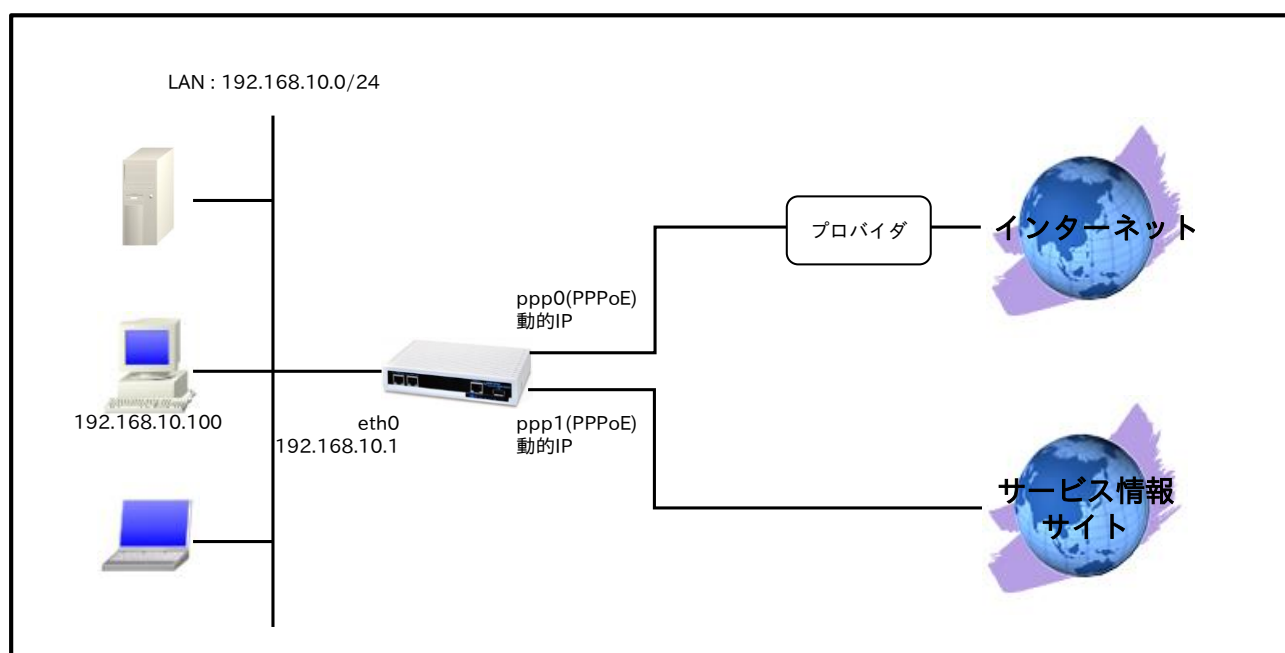 LAN : 192.168.10.0/24
プロバイダ
インターネット
ppp0(PPPoE)
動的IP
192.168.10.100
eth0
192.168.10.1
ppp1(PPPoE)
動的IP
サービス情報
サイト